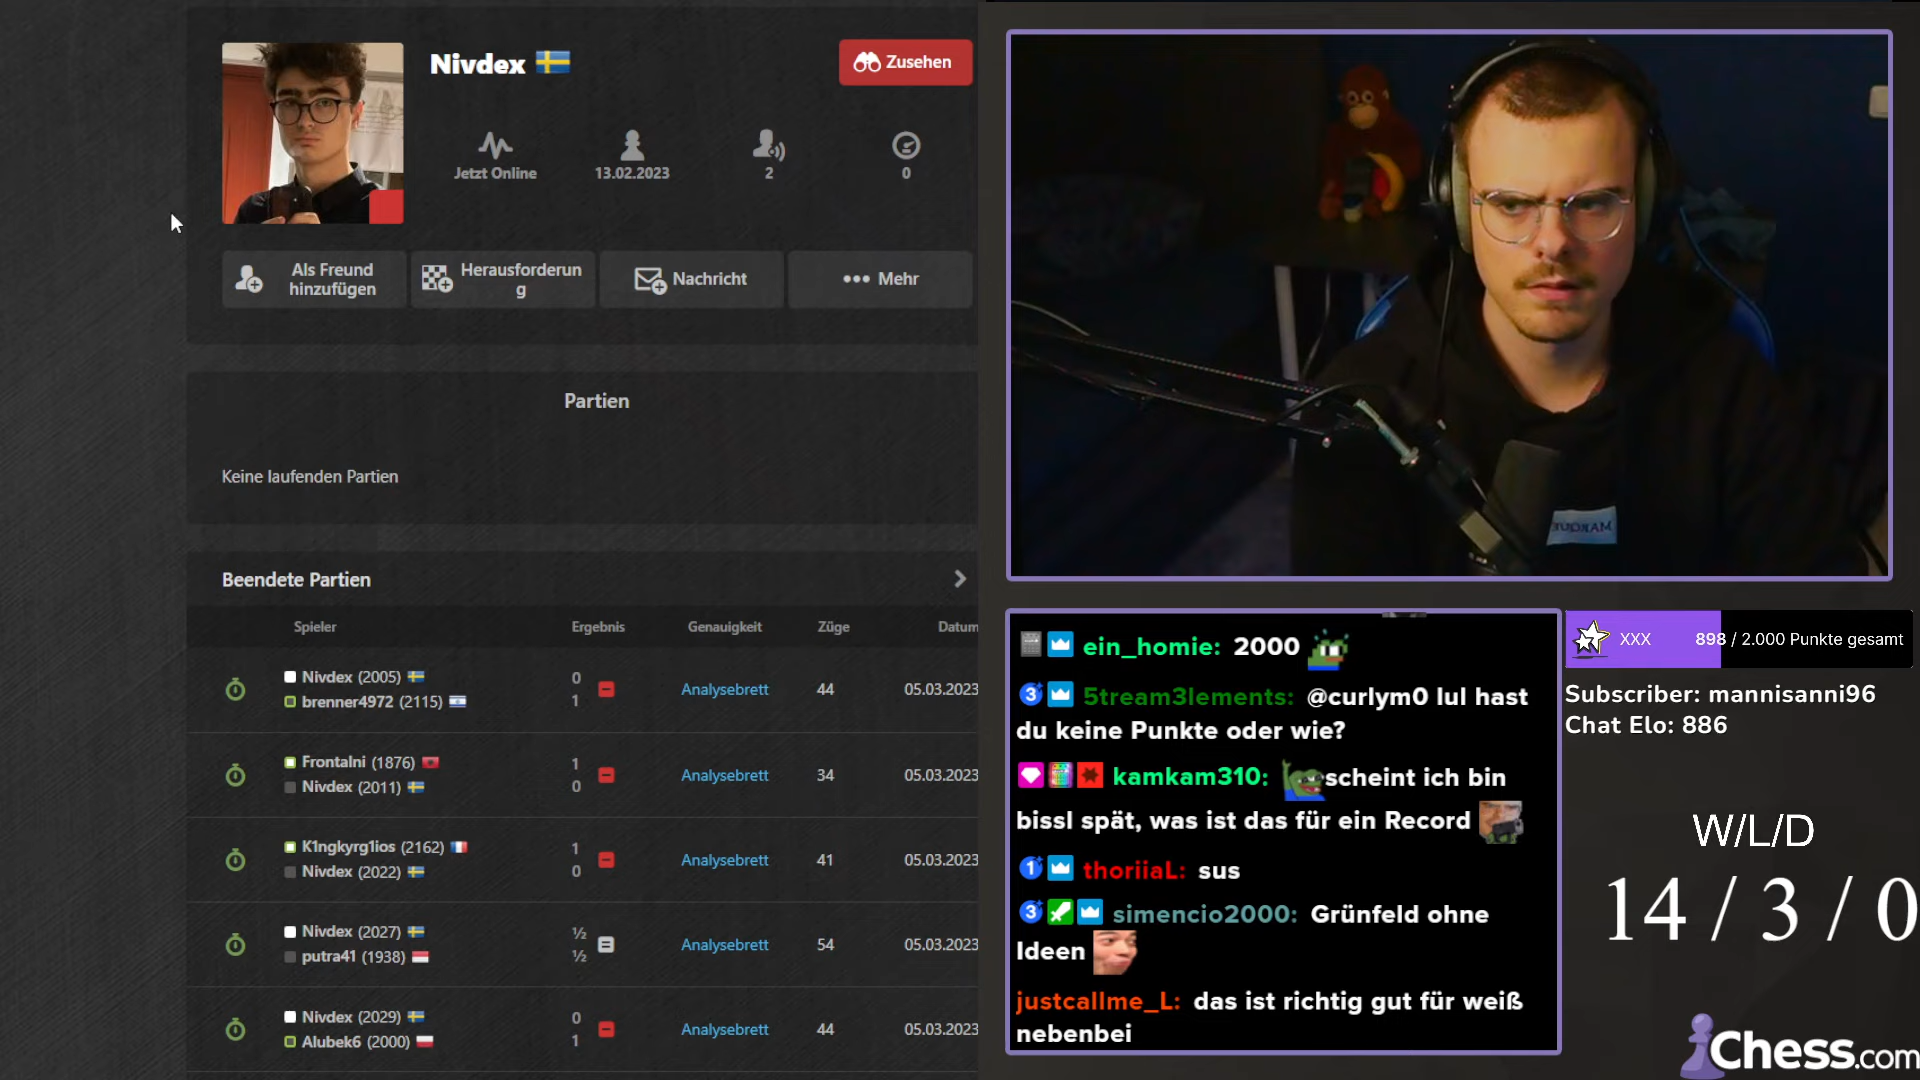 Nivdex
Zusehen
Jetzt Online
13.02.2023
2
0
Als Freund hinzufügen
Herausforderung
Nachricht
Mehr
Partien
Keine laufenden Partien
Beendete Partien
Spieler Ergebnis Genauigkeit Züge Datum
Nivdex (2005) 0
brenner4972 (2115) 1
Analysebrett 44 05.03.2023
Frontalni (1876) 1
Nivdex (2011) 0
Analysebrett 34 05.03.2023
K1ngkyrg1ios (2162) 1
Nivdex (2022) 0
Analysebrett 41 05.03.2023
Nivdex (2027) ½
putra41 (1938) ½
Analysebrett 54 05.03.2023
Nivdex (2029) 0
Alubek6 (2000) 1
Analysebrett 44 05.03.2023
ein_homie: 2000
5tream3lements: @curlym0 lul hast
du keine Punkte oder wie?
kamkam310: scheint ich bin
bissl spät, was ist das für ein Record
thoriiaL: sus
simencio2000: Grünfeld ohne
Ideen
justcallme_L: das ist richtig gut für weiß
nebenbei
XXX 898 / 2.000 Punkte gesamt
Subscriber: mannisanni96
Chat Elo: 886
W/L/D
14 / 3 / 0
Chess.com